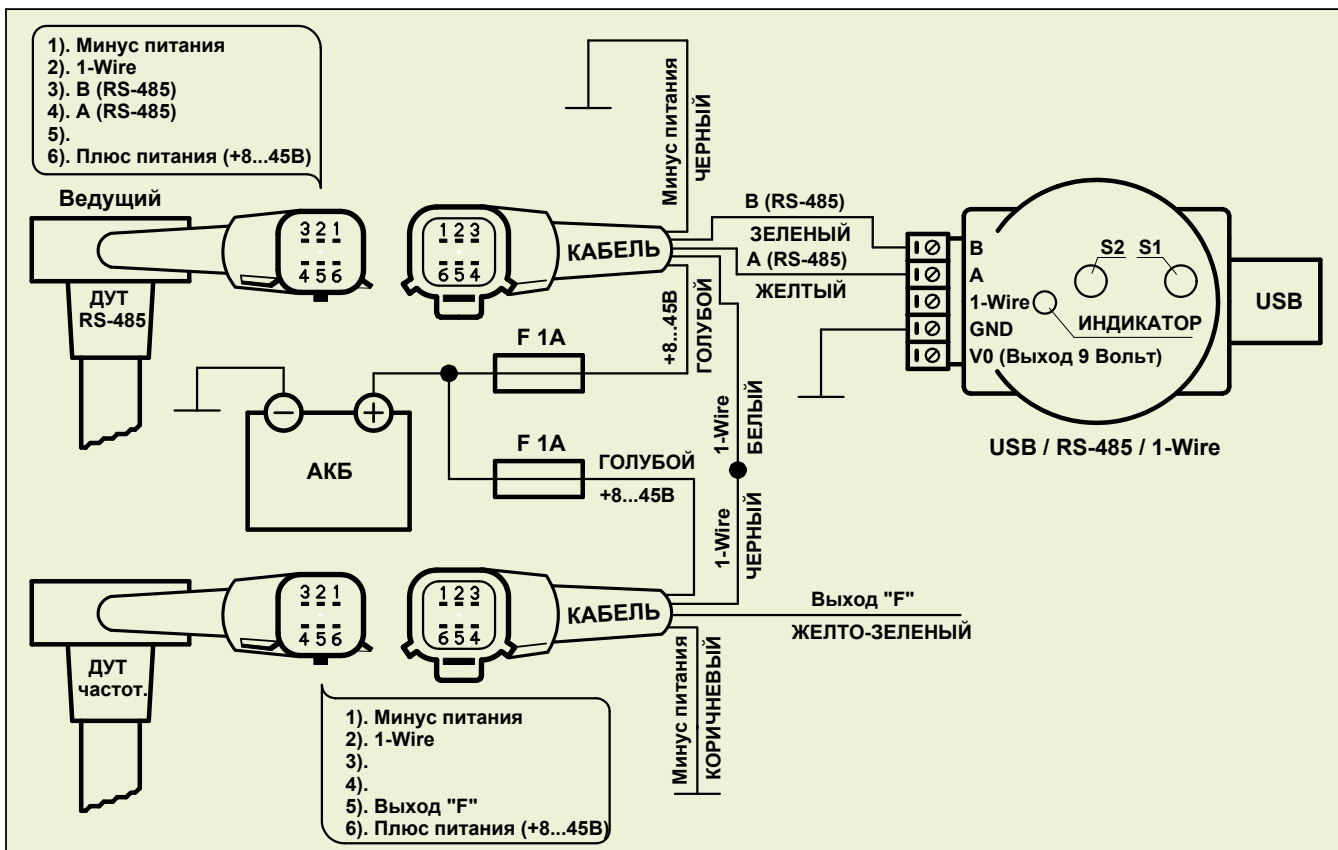 1). Минус питания
2). 1-Wire
3). B (RS-485)
4). A (RS-485)
5).
6). Плюс питания (+8...45В)
Ведущий
ДУТ
RS-485
3 2 1
4 5 6
1 2 3
6 5 4
КАБЕЛЬ
Минус питания
ЧЕРНЫЙ
B (RS-485)
ЗЕЛЕНЫЙ
A (RS-485)
ЖЕЛТЫЙ
+8...45В
ГОЛУБОЙ
1-Wire
БЕЛЫЙ
B
A
1-Wire
GND
V0 (Выход 9 Вольт)
S2 S1
ИНДИКАТОР
USB
USB / RS-485 / 1-Wire
F 1A
АКБ
F 1A
ГОЛУБОЙ
+8...45В
1-Wire
ЧЕРНЫЙ
ДУТ
частот.
3 2 1
4 5 6
1 2 3
6 5 4
КАБЕЛЬ
Выход "F"
ЖЕЛТО-ЗЕЛЕНЫЙ
Минус питания
КОРИЧНЕВЫЙ
1). Минус питания
2). 1-Wire
3).
4).
5). Выход "F"
6). Плюс питания (+8...45В)